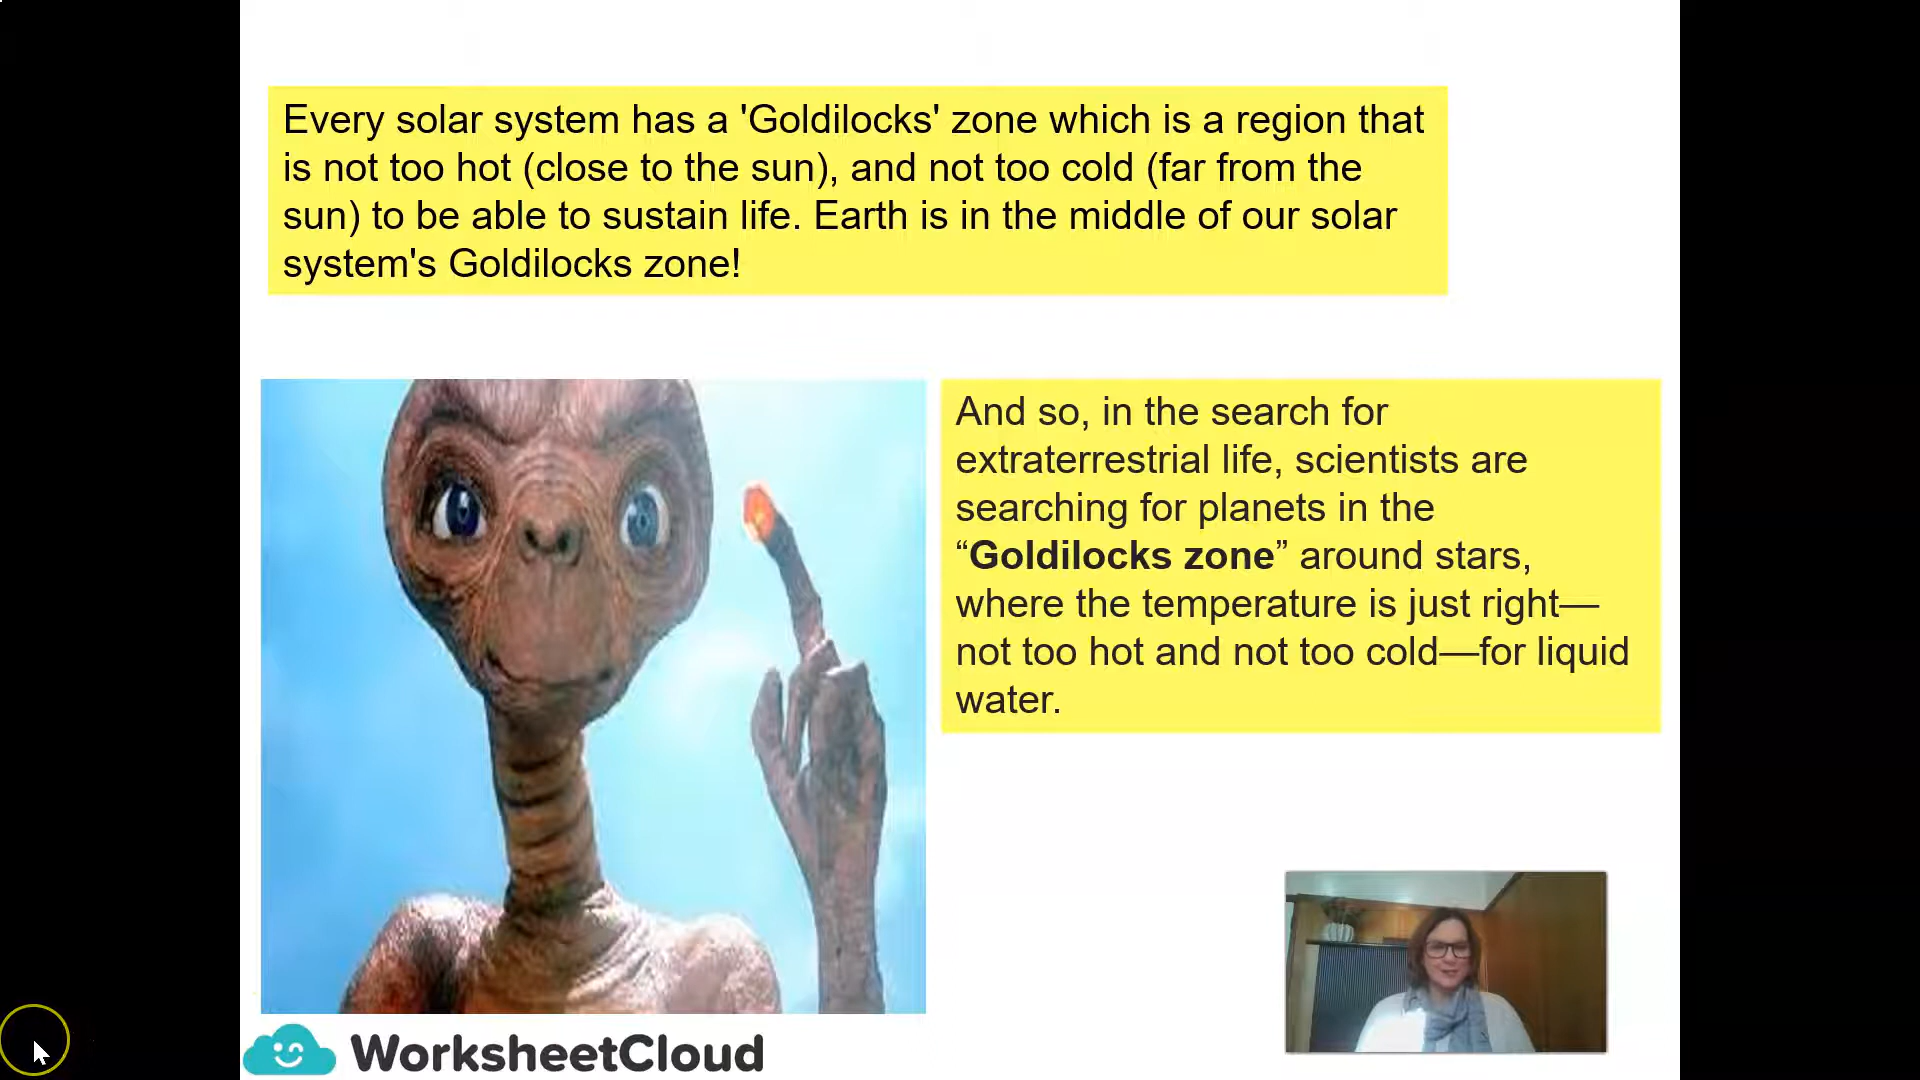 Every solar system has a 'Goldilocks' zone which is a region that
is not too hot (close to the sun), and not too cold (far from the
sun) to be able to sustain life. Earth is in the middle of our solar
system's Goldilocks zone!
And so, in the search for
extraterrestrial life, scientists are
searching for planets in the
“Goldilocks zone” around stars,
where the temperature is just right—
not too hot and not too cold—for liquid
water.
WorksheetCloud